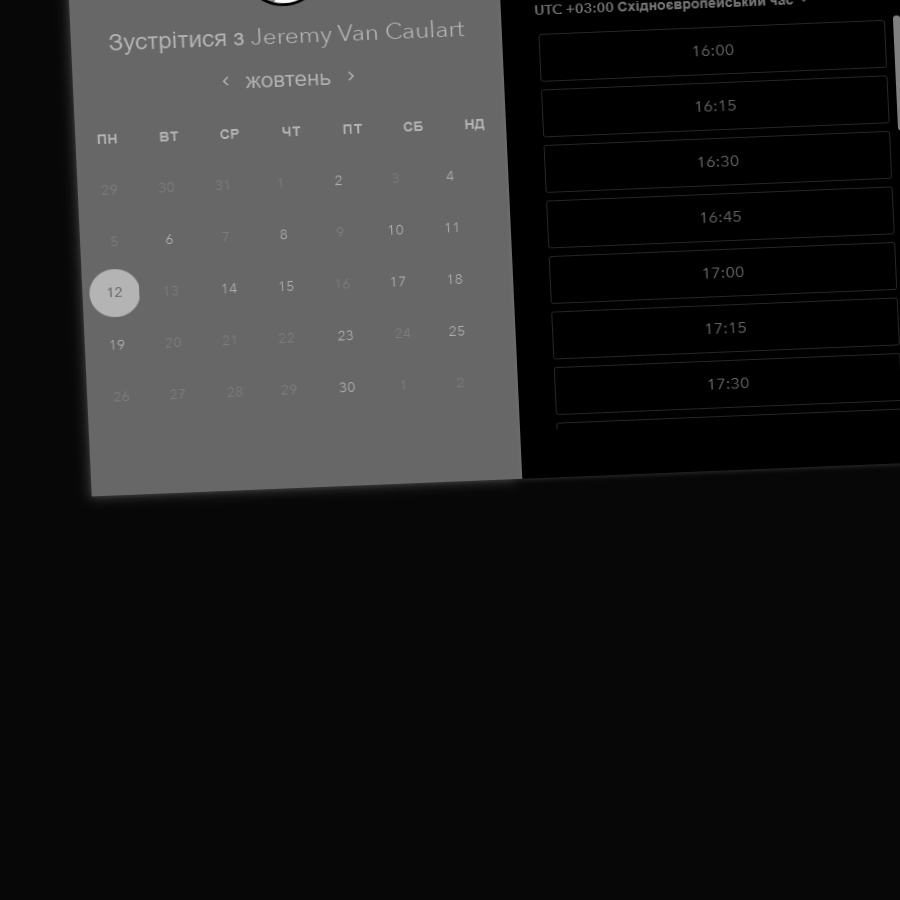 Зустрітися з Jeremy Van Caulart
жовтень
ПН ВТ СР ЧТ ПТ СБ НД
29 30 31 1 2 3 4
5 6 7 8 9 10 11
12 13 14 15 16 17 18
19 20 21 22 23 24 25
26 27 28 29 30 1 2
UTC +03:00 Східноєвропейський час
16:00
16:15
16:30
16:45
17:00
17:15
17:30